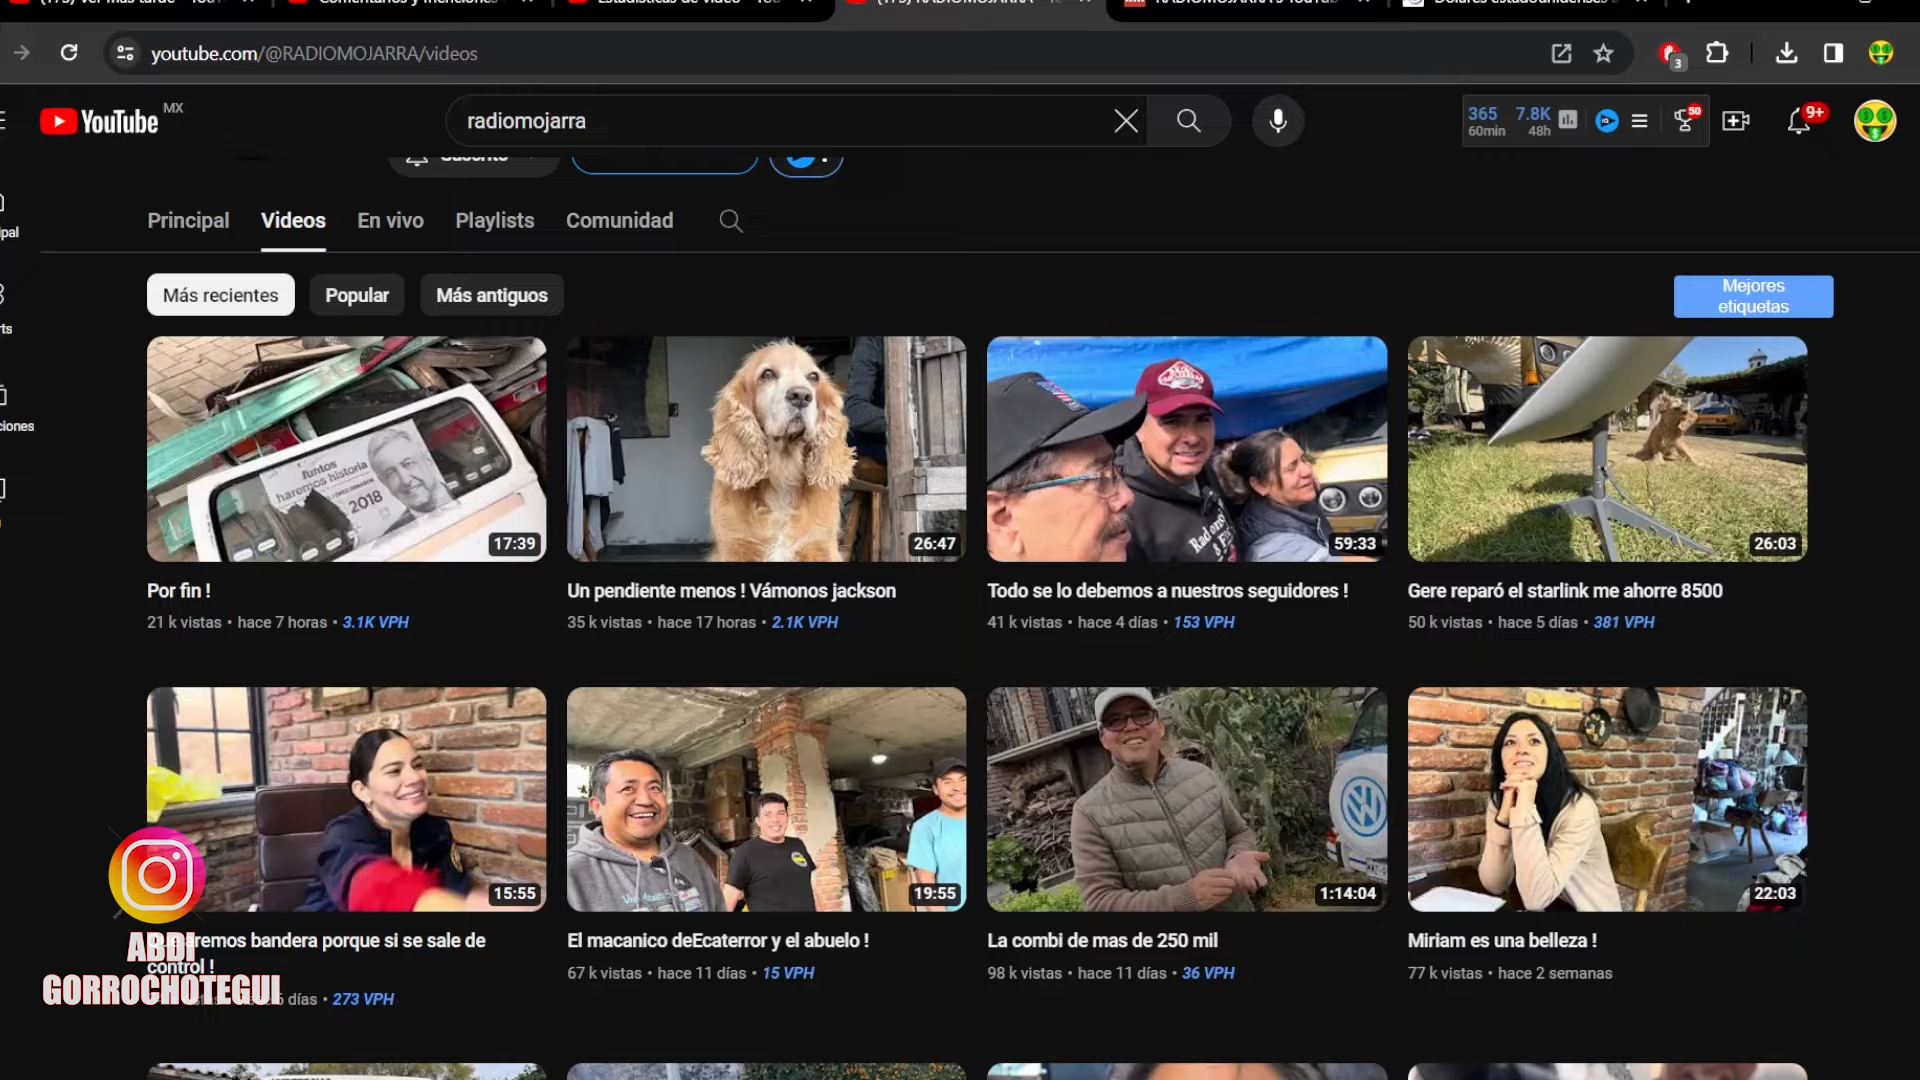 youtube.com/@RADIOMOJARRA/videos
3
YouTube MX
radiomojarra
365 7.8K
60min 48h
50
9+
Principal Videos En vivo Playlists Comunidad
Más recientes Popular Más antiguos
Mejores
etiquetas
Juntos
haremos historia
2018
17:39
26:47
59:33
26:03
Por fin !
21 k vistas • hace 7 horas • 3.1K VPH
Un pendiente menos ! Vámonos jackson
35 k vistas • hace 17 horas • 2.1K VPH
Todo se lo debemos a nuestros seguidores !
41 k vistas • hace 4 días • 153 VPH
Gere reparó el starlink me ahorre 8500
50 k vistas • hace 5 días • 381 VPH
15:55
19:55
1:14:04
22:03
aremos bandera porque si se sale de
control !
días • 273 VPH
El macanico deEcaterror y el abuelo !
67 k vistas • hace 11 días • 15 VPH
La combi de mas de 250 mil
98 k vistas • hace 11 días • 36 VPH
Miriam es una belleza !
77 k vistas • hace 2 semanas
ABDI
GORROCHOTEGUI